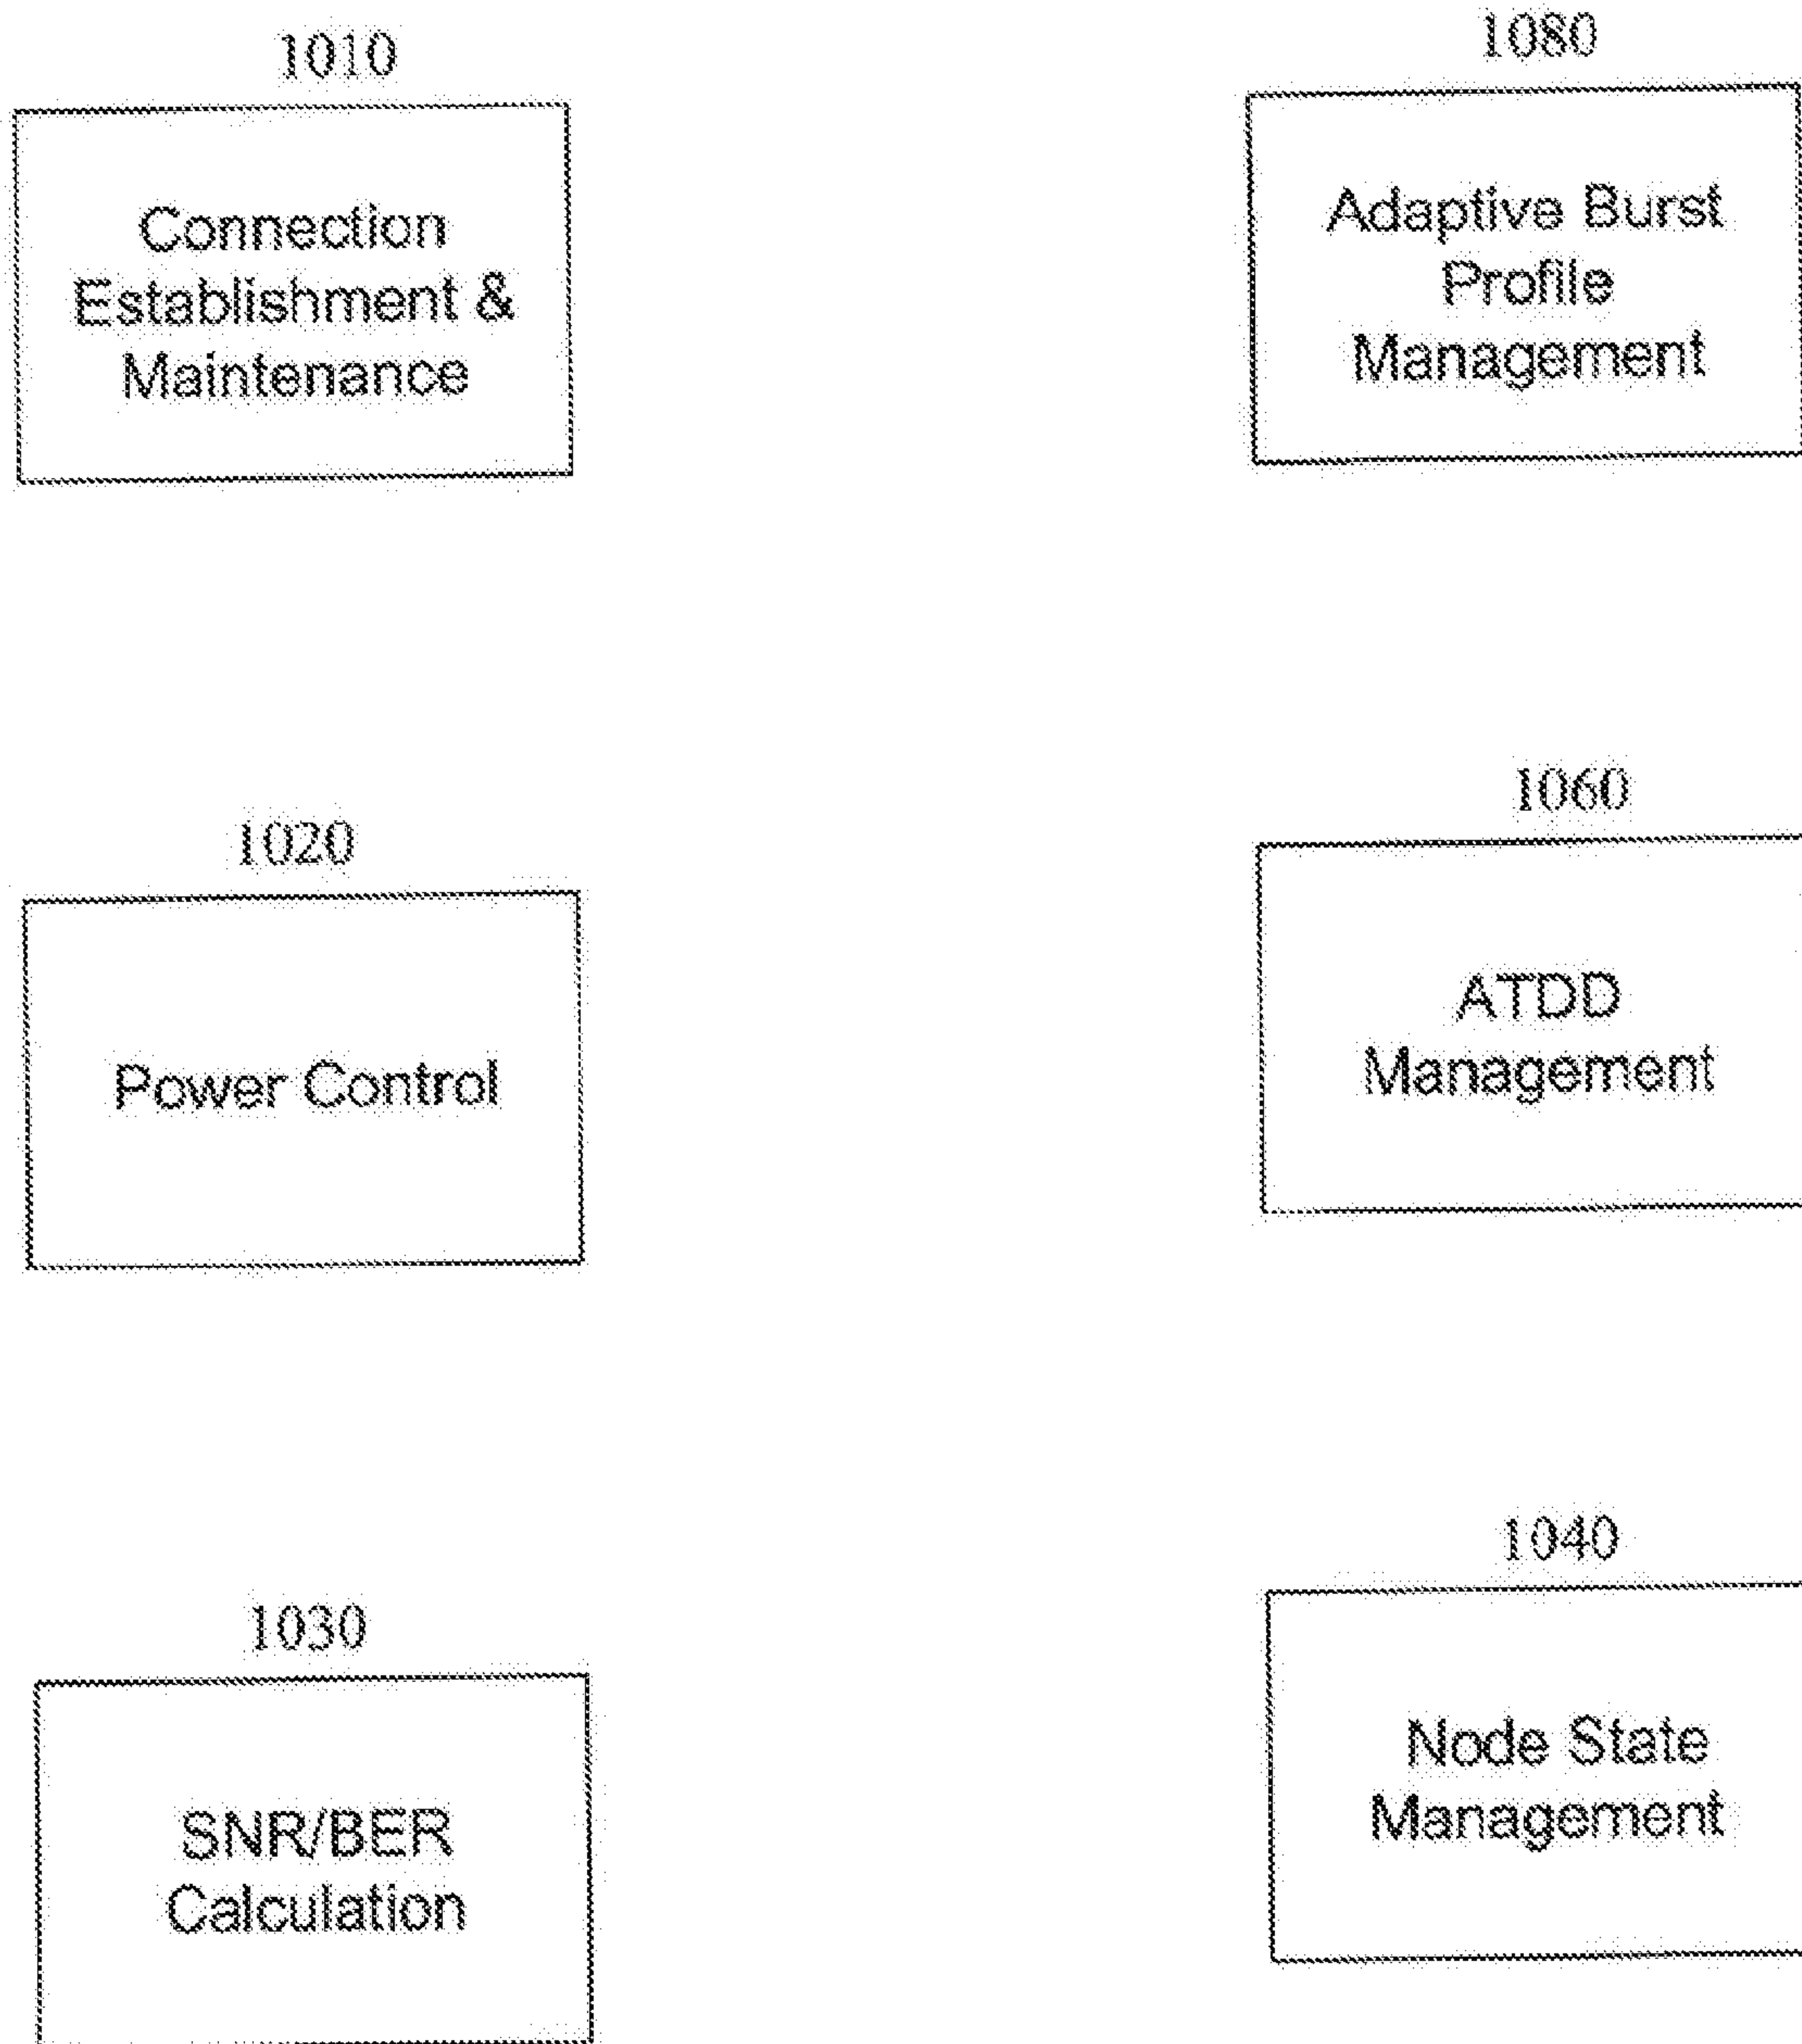 1010
Connection
Establishment &
Maintenance
1080
Adaptive Burst
Profile
Management
1020
Power Control
1060
ATDD
Management
1030
SNR/BER
Calculation
1040
Node State
Management